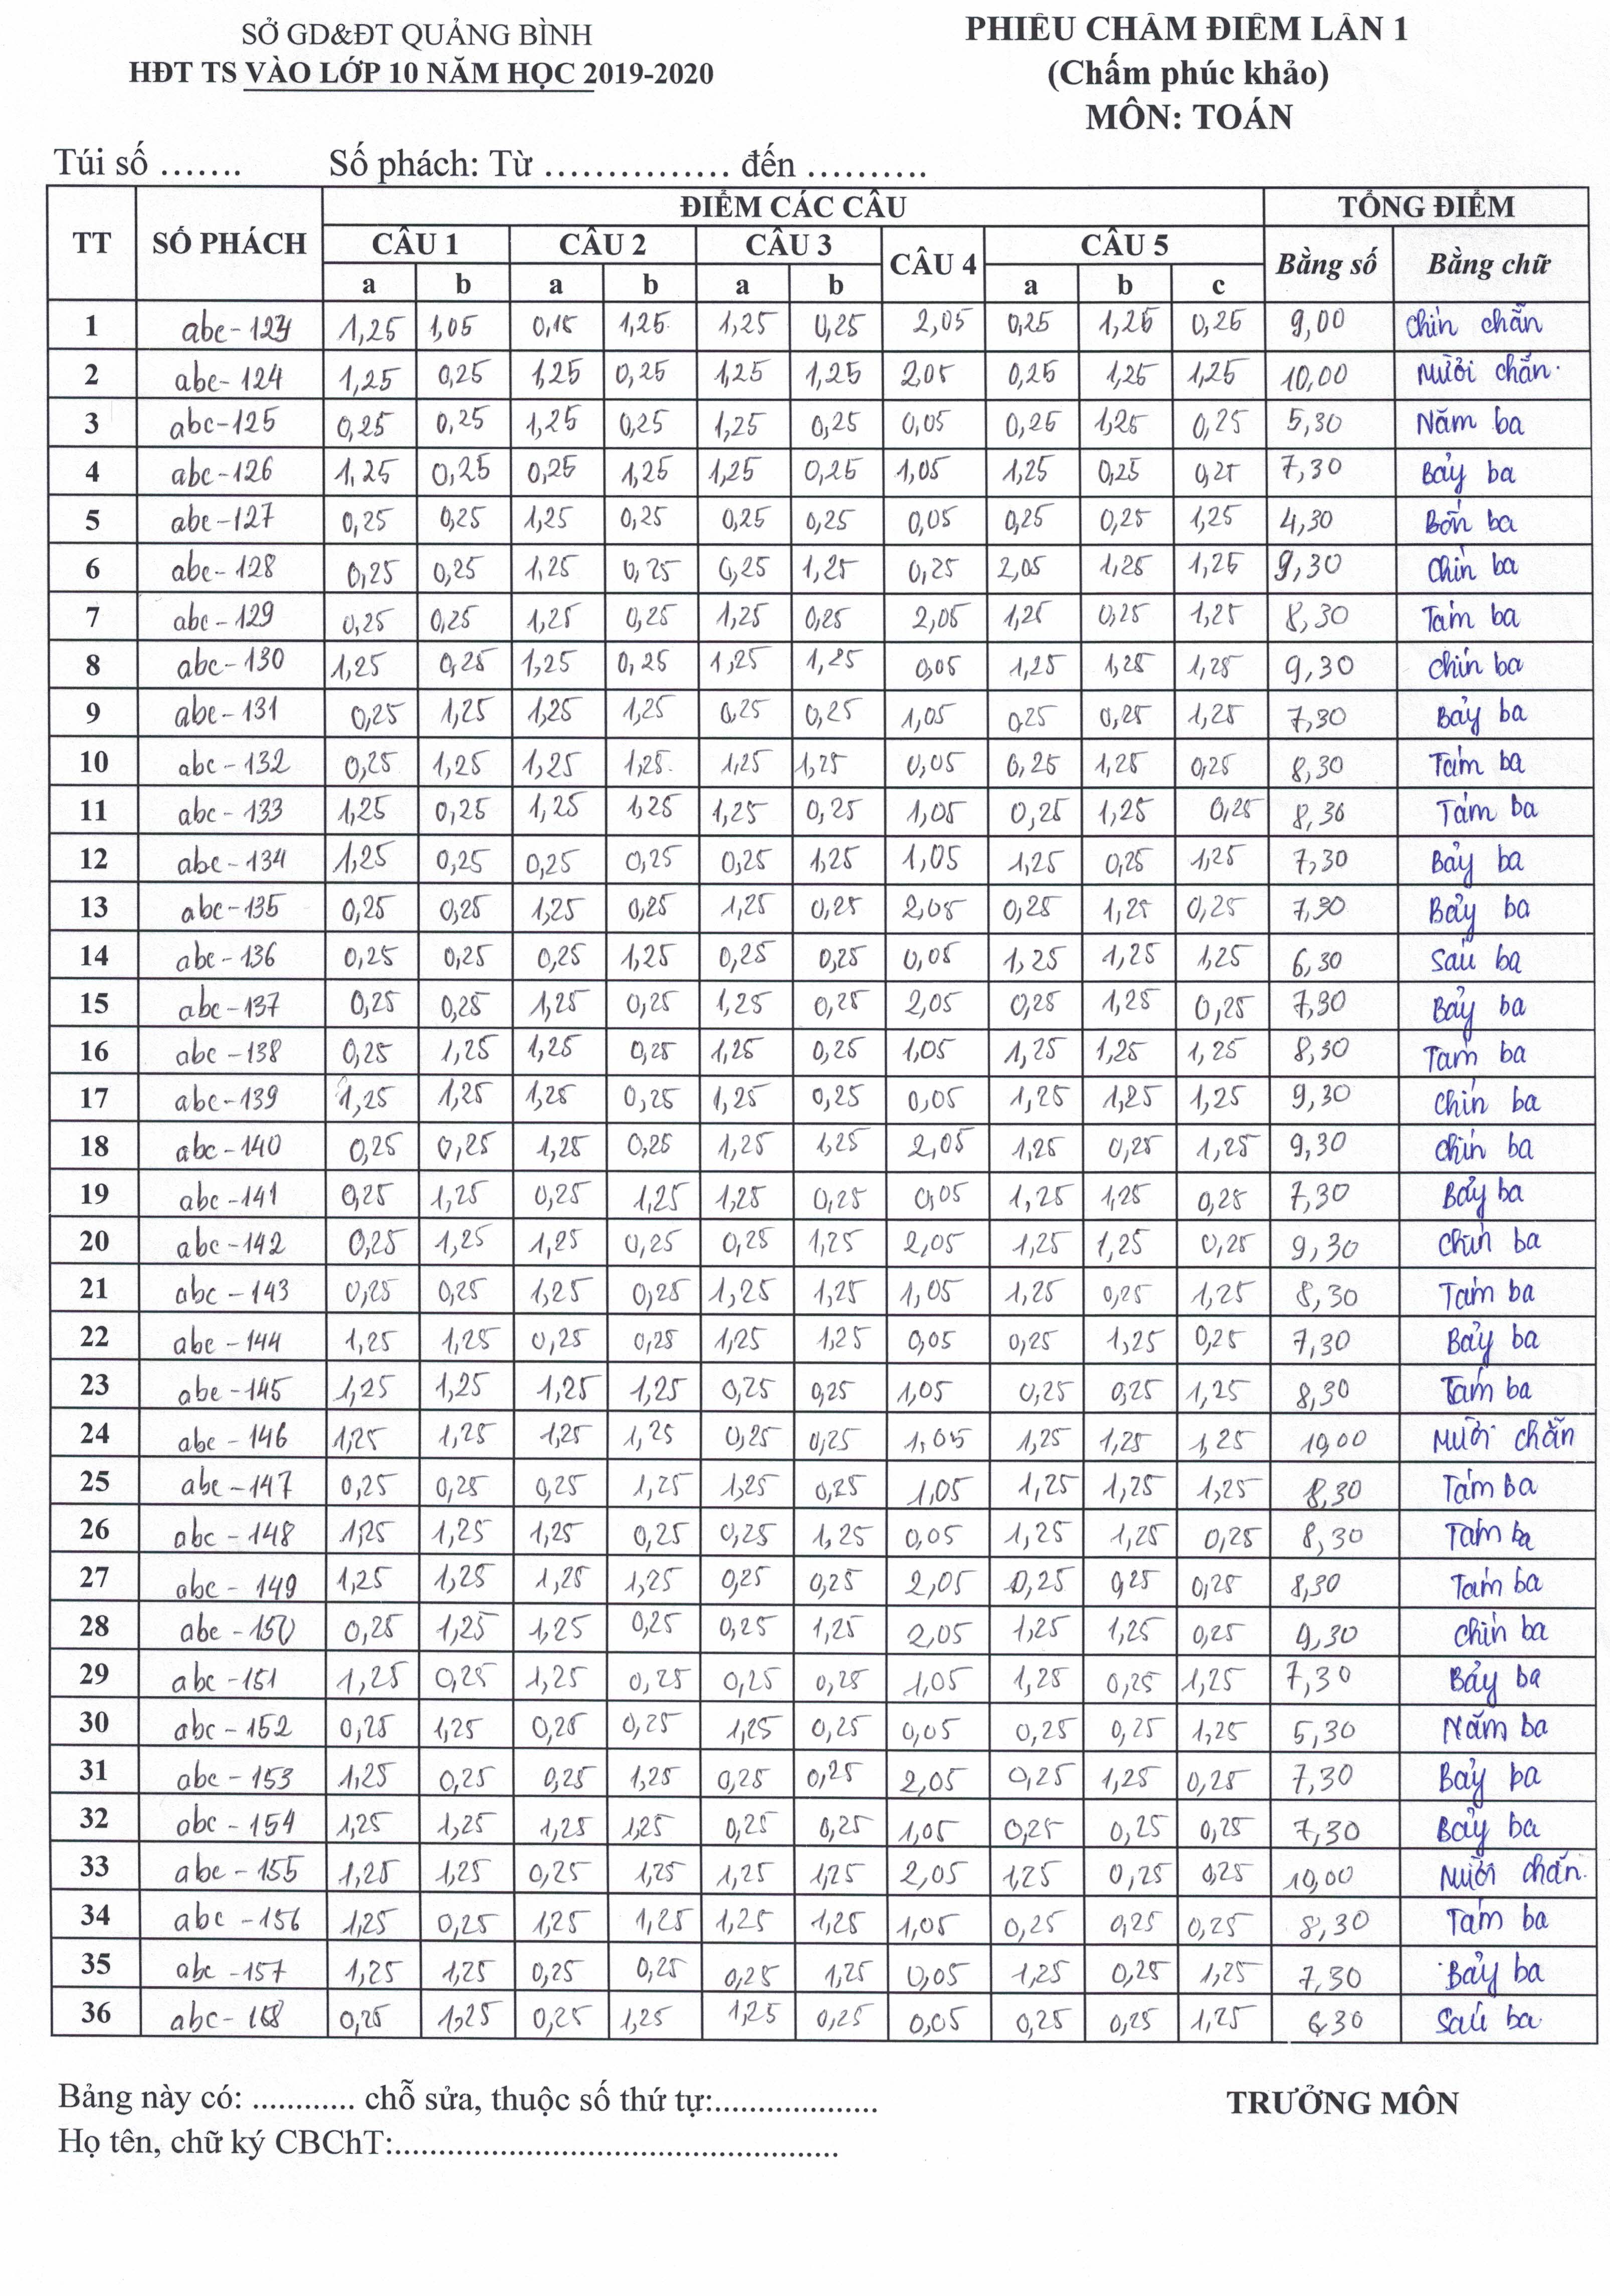 SỞ GD&ĐT QUẢNG BÌNH
HĐT TS VÀO LỚP 10 NĂM HỌC 2019-2020
PHIẾU CHẤM ĐIỂM LẦN 1
(Chấm phúc khảo)
MÔN: TOÁN
Túi số ....... Số phách: Từ ................ đến ..........
TT SỐ PHÁCH ĐIỂM CÁC CÂU TỔNG ĐIỂM
CÂU 1 CÂU 2 CÂU 3 CÂU 4 CÂU 5 Bằng số Bằng chữ
a b a b a b a b c
1 abc-123 1,25 1,05 0,15 1,25 1,25 0,25 2,05 0,25 1,25 0,25 9,00 Chín chẵn
2 abc-124 1,25 0,25 1,25 0,25 1,25 1,25 2,05 0,25 1,25 1,25 10,00 Mười chẵn
3 abc-125 0,25 0,25 1,25 0,25 1,25 0,25 0,05 0,25 1,25 0,25 5,30 Năm ba
4 abc-126 1,25 0,25 0,25 1,25 1,25 0,25 1,05 1,25 0,25 0,25 7,30 Bảy ba
5 abc-127 0,25 0,25 1,25 0,25 0,25 0,25 0,05 0,25 0,25 1,25 4,30 Bốn ba
6 abc-128 0,25 0,25 1,25 0,25 0,25 1,25 0,25 2,05 1,25 1,25 9,30 Chín ba
7 abc-129 0,25 0,25 1,25 0,25 1,25 0,25 2,05 1,25 0,25 1,25 8,30 Tám ba
8 abc-130 1,25 0,25 1,25 0,25 1,25 1,25 0,05 1,25 1,25 1,25 9,30 Chín ba
9 abc-131 0,25 1,25 1,25 1,25 0,25 0,25 1,05 0,25 0,25 1,25 7,30 Bảy ba
10 abc-132 0,25 1,25 1,25 1,25 1,25 1,25 0,05 0,25 1,25 0,25 8,30 Tám ba
11 abc-133 1,25 0,25 1,25 1,25 1,25 0,25 1,05 0,25 1,25 0,25 8,30 Tám ba
12 abc-134 1,25 0,25 0,25 0,25 0,25 1,25 1,05 1,25 0,25 1,25 7,30 Bảy ba
13 abc-135 0,25 0,25 1,25 0,25 1,25 0,25 2,05 0,25 1,25 0,25 7,30 Bảy ba
14 abc-136 0,25 0,25 0,25 1,25 0,25 0,25 0,05 1,25 1,25 1,25 6,30 Sáu ba
15 abc-137 0,25 0,25 1,25 0,25 1,25 0,25 2,05 0,25 1,25 0,25 7,30 Bảy ba
16 abc-138 0,25 1,25 1,25 0,25 1,25 0,25 1,05 1,25 1,25 1,25 8,30 Tám ba
17 abc-139 1,25 1,25 1,25 0,25 1,25 0,25 0,05 1,25 1,25 1,25 9,30 Chín ba
18 abc-140 0,25 0,25 1,25 0,25 1,25 1,25 2,05 1,25 0,25 1,25 9,30 Chín ba
19 abc-141 0,25 1,25 0,25 1,25 1,25 0,25 0,05 1,25 1,25 0,25 7,30 Bảy ba
20 abc-142 0,25 1,25 1,25 0,25 0,25 1,25 2,05 1,25 1,25 0,25 9,30 Chín ba
21 abc-143 0,25 0,25 1,25 0,25 1,25 1,25 1,05 1,25 0,25 1,25 8,30 Tám ba
22 abc-144 1,25 1,25 0,25 0,25 1,25 1,25 0,05 0,25 1,25 0,25 7,30 Bảy ba
23 abc-145 1,25 1,25 1,25 1,25 0,25 0,25 1,05 0,25 0,25 1,25 8,30 Tám ba
24 abc-146 1,25 1,25 1,25 1,25 0,25 0,25 1,05 1,25 1,25 1,25 10,00 Mười chẵn
25 abc-147 0,25 0,25 0,25 1,25 1,25 0,25 1,05 1,25 1,25 1,25 8,30 Tám ba
26 abc-148 1,25 1,25 1,25 0,25 0,25 1,25 0,05 1,25 1,25 0,25 8,30 Tám ba
27 abc-149 1,25 1,25 1,25 1,25 0,25 0,25 2,05 0,25 0,25 0,25 8,30 Tám ba
28 abc-150 0,25 1,25 1,25 0,25 0,25 1,25 2,05 1,25 1,25 0,25 9,30 Chín ba
29 abc-151 1,25 0,25 1,25 0,25 0,25 0,25 1,05 1,25 0,25 1,25 7,30 Bảy ba
30 abc-152 0,25 1,25 0,25 0,25 1,25 0,25 0,05 0,25 0,25 1,25 5,30 Năm ba
31 abc-153 1,25 0,25 0,25 1,25 0,25 0,25 2,05 0,25 1,25 0,25 7,30 Bảy ba
32 abc-154 1,25 1,25 1,25 1,25 0,25 0,25 1,05 0,25 0,25 0,25 7,30 Bảy ba
33 abc-155 1,25 1,25 0,25 1,25 1,25 1,25 2,05 1,25 0,25 0,25 10,00 Mười chẵn
34 abc-156 1,25 0,25 1,25 1,25 1,25 1,25 1,05 0,25 0,25 0,25 8,30 Tám ba
35 abc-157 1,25 1,25 0,25 0,25 0,25 1,25 0,05 1,25 0,25 1,25 7,30 Bảy ba
36 abc-158 0,25 1,25 0,25 1,25 1,25 0,25 0,05 0,25 0,25 1,25 6,30 Sáu ba
Bảng này có: ............ chỗ sửa, thuộc số thứ tự:...................
TRƯỞNG MÔN
Họ tên, chữ ký CBChT:....................................................